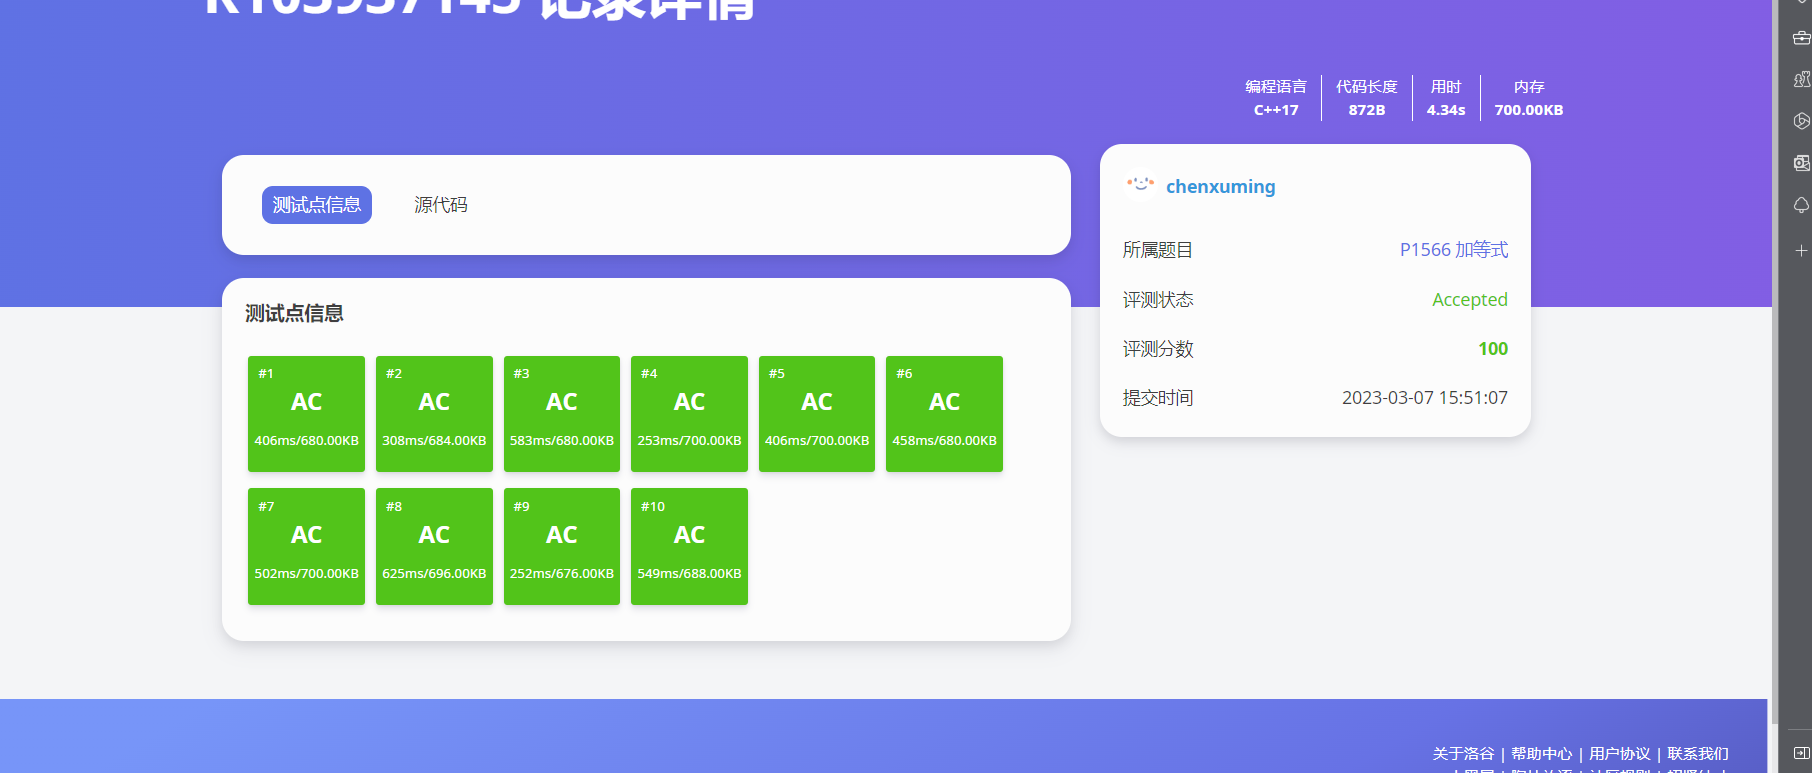 R103937145 记录详情
编程语言 代码长度 用时 内存
C++17 872B 4.34s 700.00KB
测试点信息 源代码
chenxuming
所属题目 P1566 加等式
评测状态 Accepted
评测分数 100
提交时间 2023-03-07 15:51:07
测试点信息
#1 #2 #3 #4 #5 #6
AC AC AC AC AC AC
406ms/680.00KB 308ms/684.00KB 583ms/680.00KB 253ms/700.00KB 406ms/700.00KB 458ms/680.00KB
#7 #8 #9 #10
AC AC AC AC
502ms/700.00KB 625ms/696.00KB 252ms/676.00KB 549ms/688.00KB
关于洛谷 | 帮助中心 | 用户协议 | 联系我们